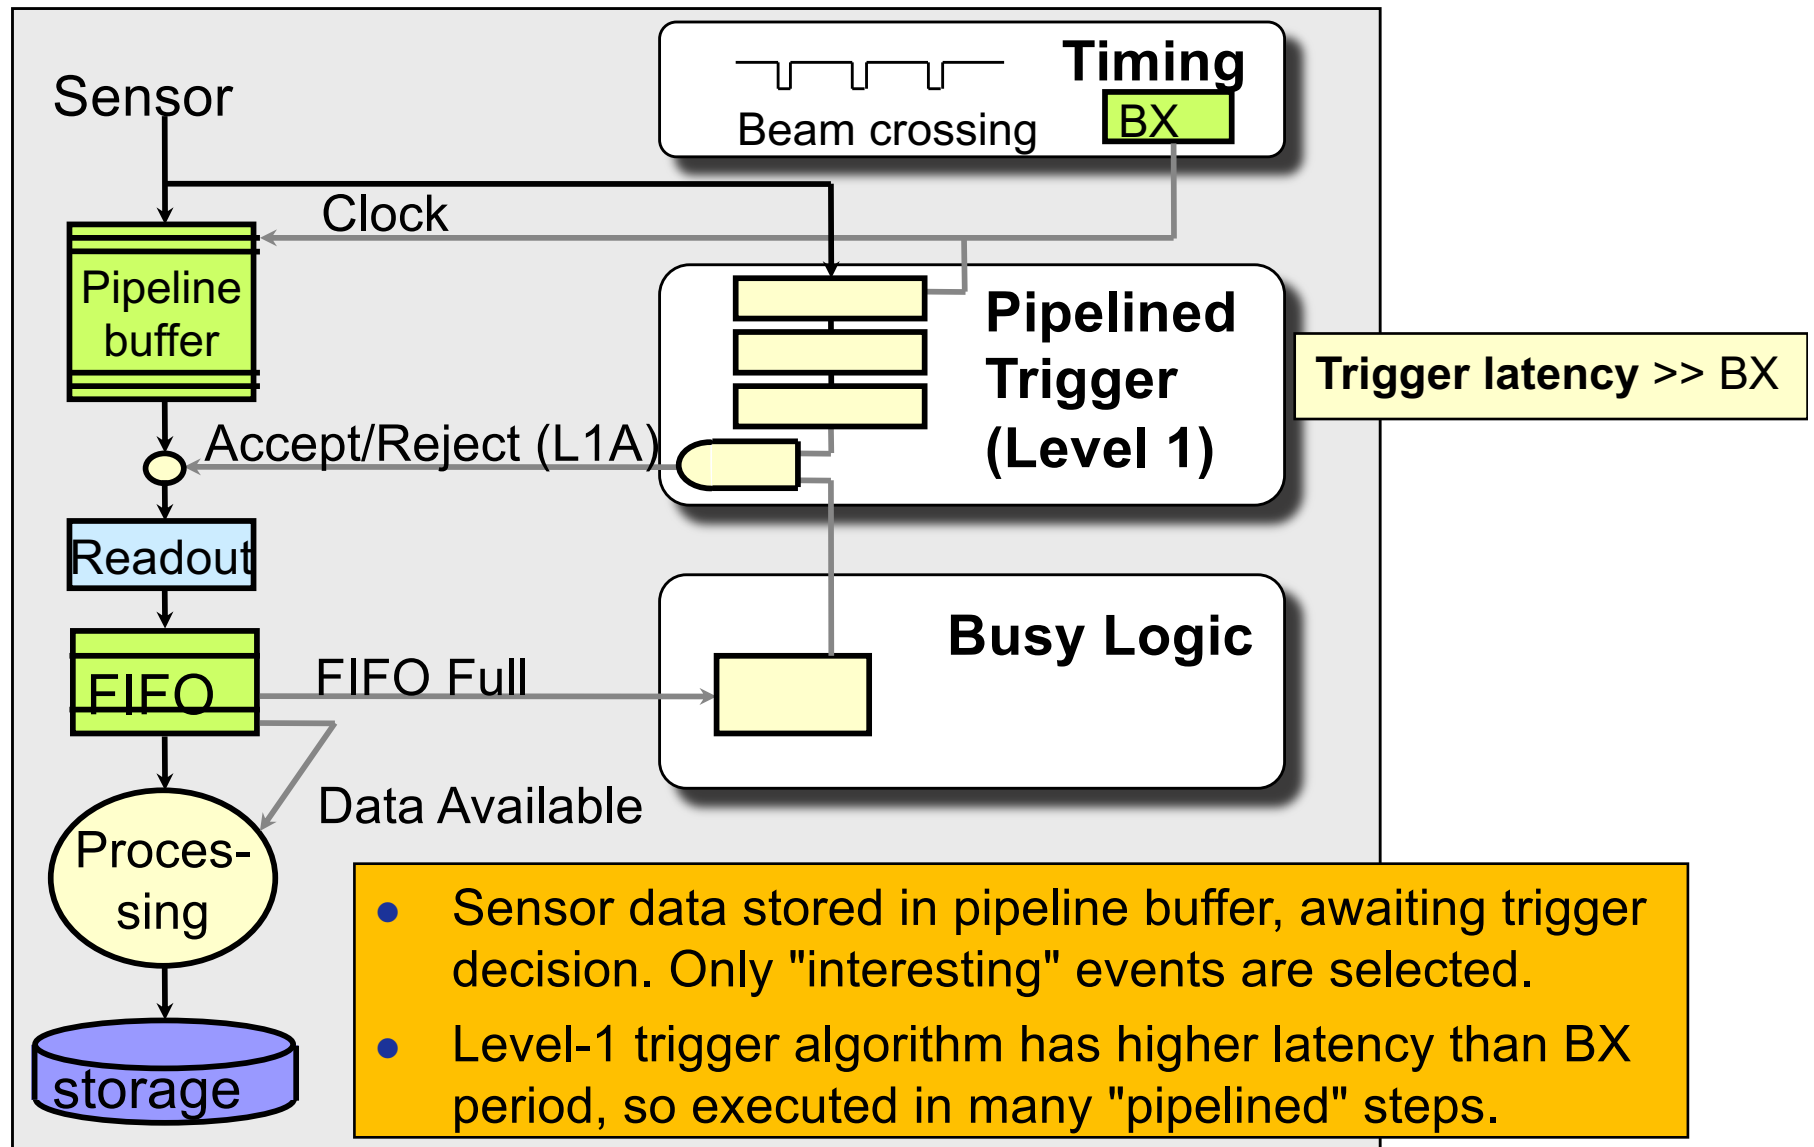 Timing
Sensor
BX
Beam crossing
Clock
Pipeline
buffer
Pipelined
Trigger
(Level 1)
Trigger latency >> BX
Accept/Reject (L1A)
Readout
Busy Logic
FIFO
FIFO Full
Data Available
Proces-
sing
• Sensor data stored in pipeline buffer, awaiting trigger
decision. Only "interesting" events are selected.
• Level-1 trigger algorithm has higher latency than BX
period, so executed in many "pipelined" steps.
storage